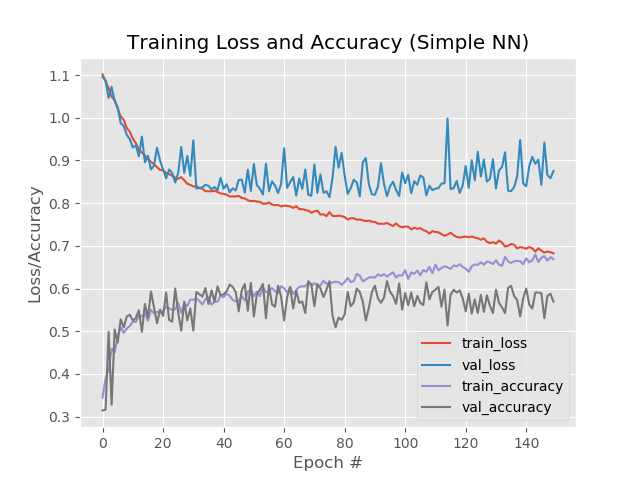 Training Loss and Accuracy (Simple NN)
Loss/Accuracy
1.1
1.0
0.9
0.8
0.7
0.6
0.5
0.4
0.3
train_loss
val_loss
train_accuracy
val_accuracy
0 20 40 60 80 100 120 140
Epoch #